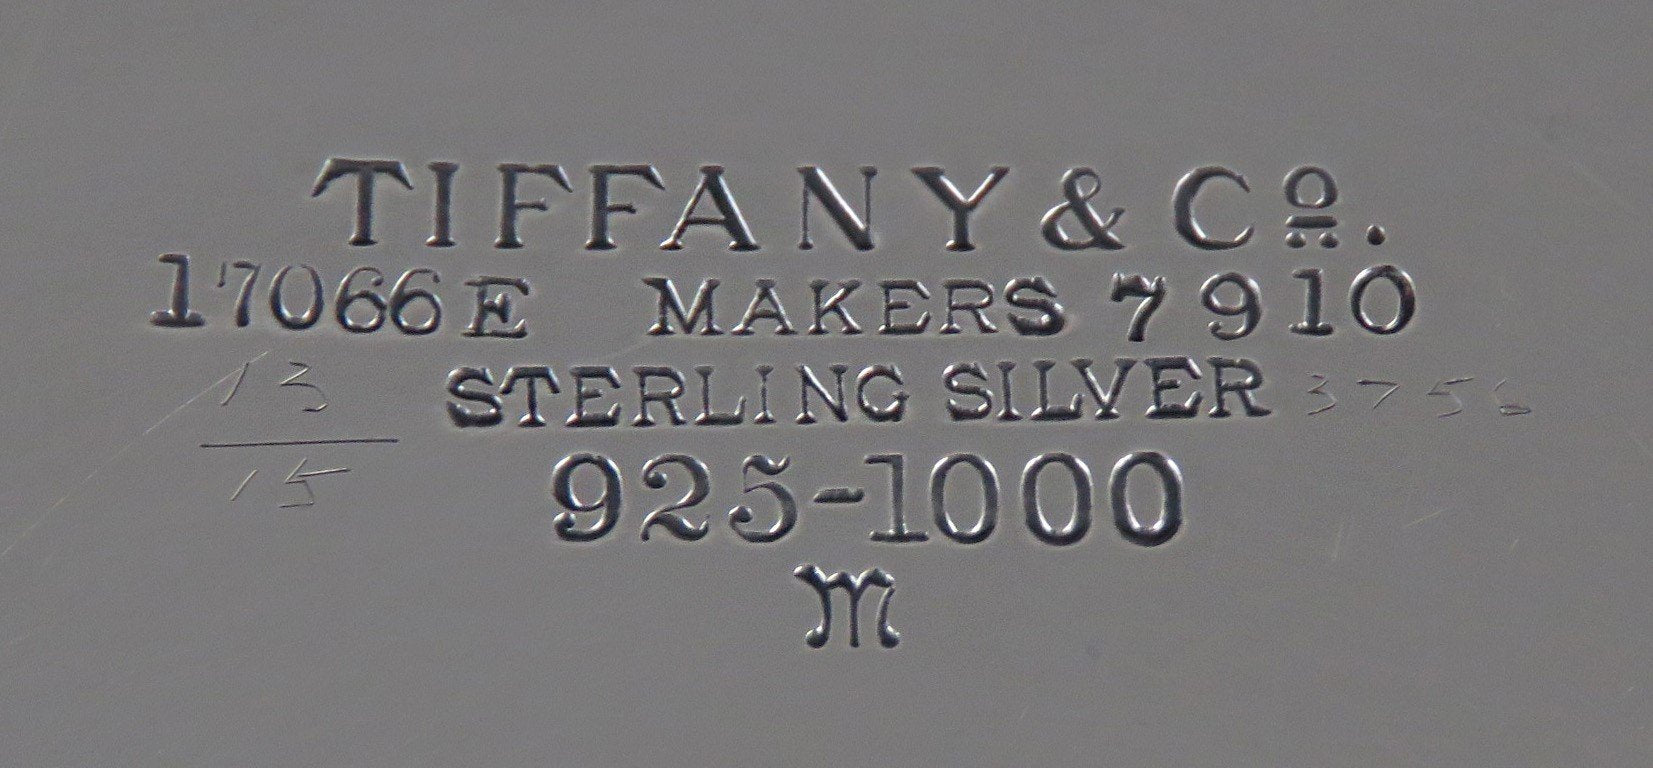 TIFFANY & Cº.
17066E MAKERS 7910
STERLING SILVER 3756
13
15
925-1000
M